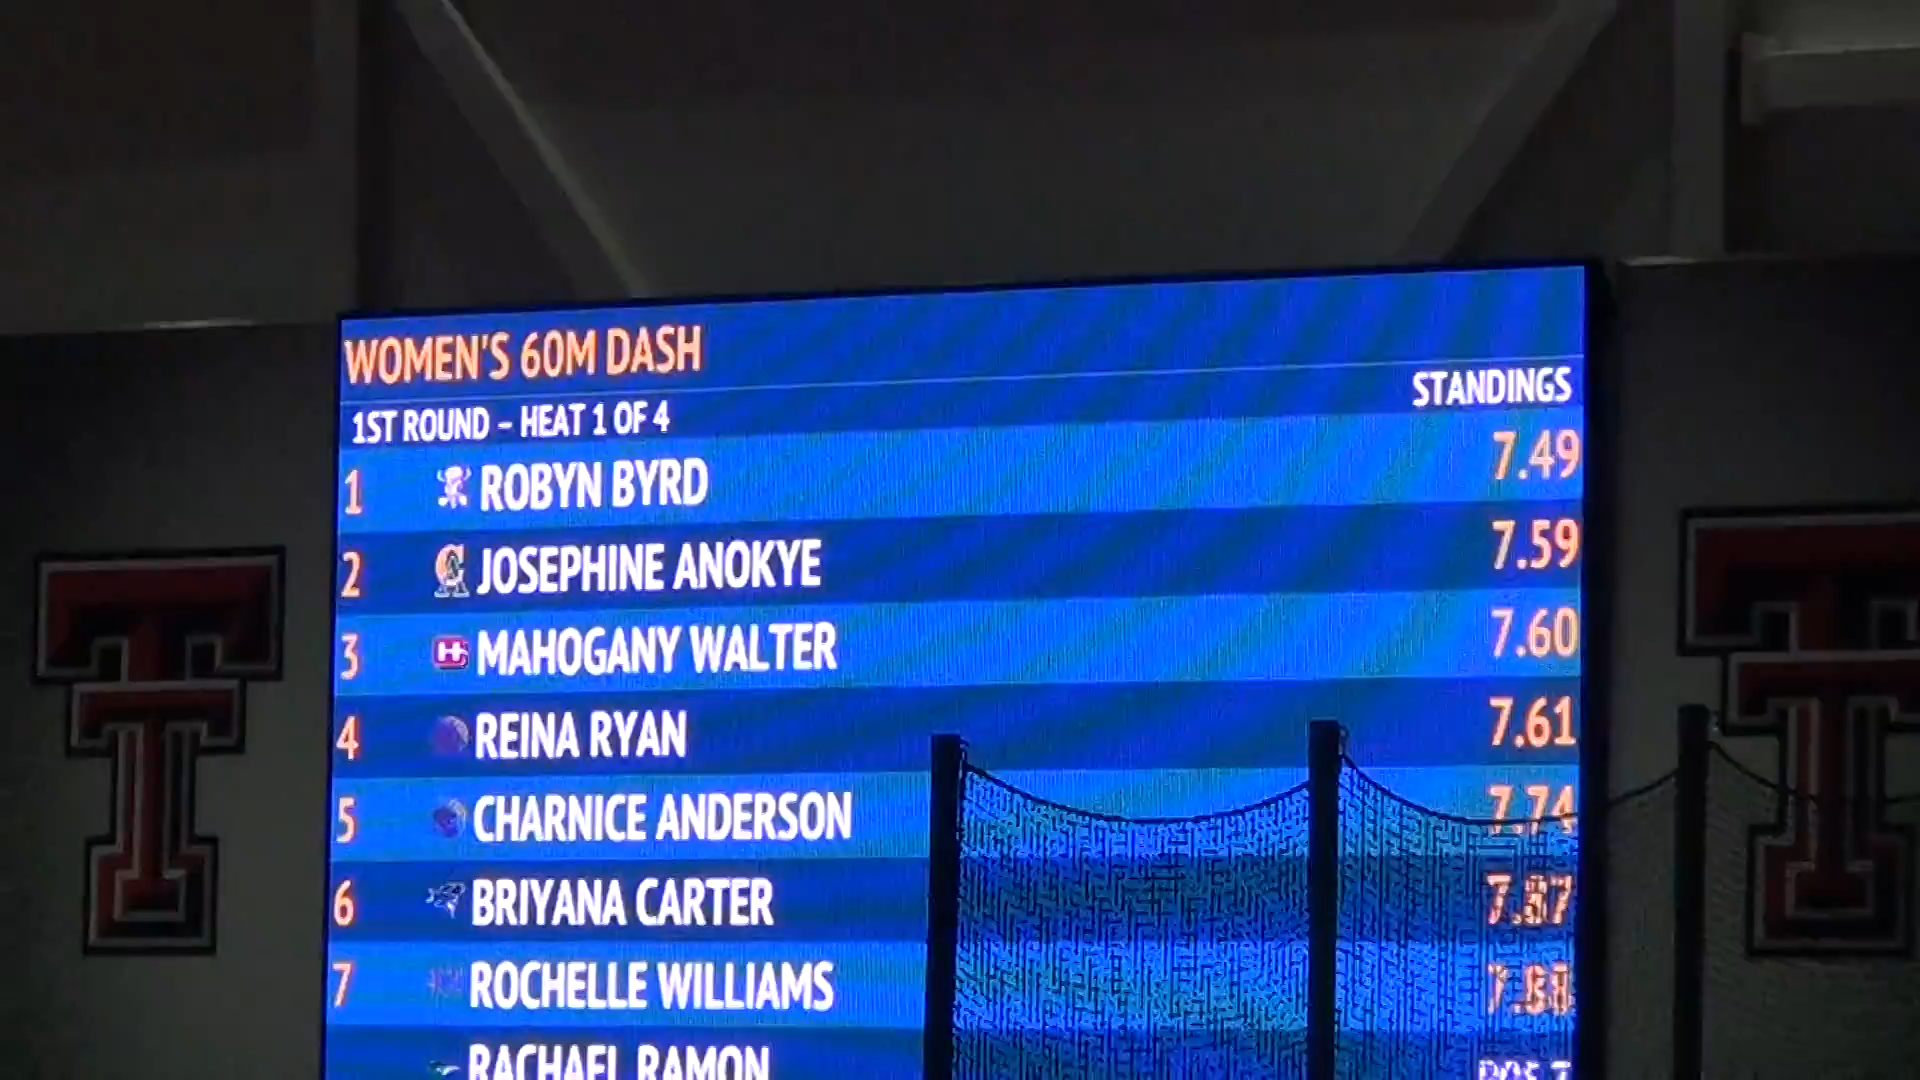 WOMEN'S 60M DASH
STANDINGS
1ST ROUND – HEAT 1 OF 4
1 ROBYN BYRD 7.49
2 JOSEPHINE ANOKYE 7.59
3 MAHOGANY WALTER 7.60
4 REINA RYAN 7.61
5 CHARNICE ANDERSON 7.74
6 BRIYANA CARTER 7.87
7 ROCHELLE WILLIAMS
RACHAEL RAMON